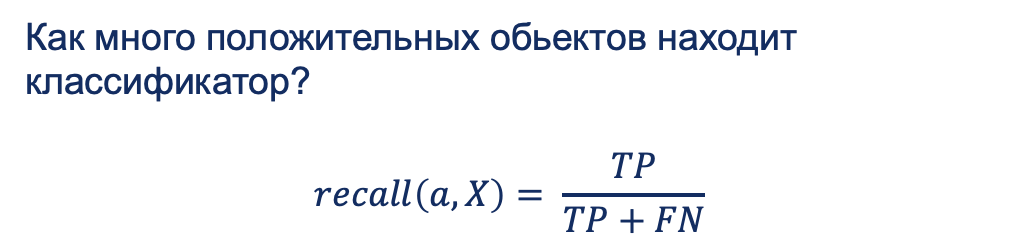 Как много положительных обьектов находит
классификатор?
recall(a, X) = TP / TP + FN